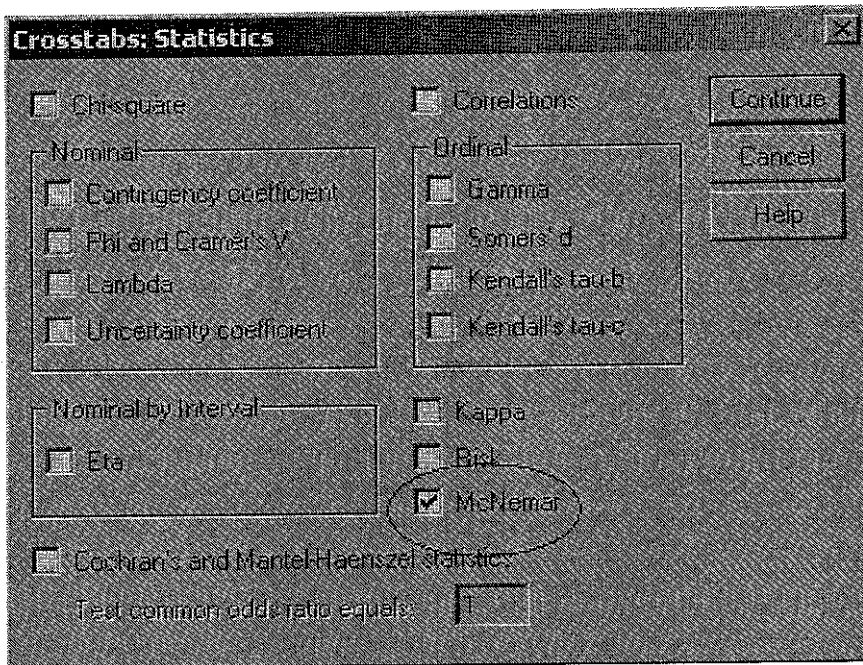 Crosstabs: Statistics
Chi-square
Correlations
Continue
Nominal
Contingency coefficient
Phi and Cramér's V
Lambda
Uncertainty coefficient
Ordinal
Gamma
Somers' d
Kendall's tau-b
Kendall's tau-c
Cancel
Help
Nominal by Interval
Eta
Kappa
Risk
McNemar
Cochran's and Mantel-Haenszel statistics
Test common odds ratio equals: 1